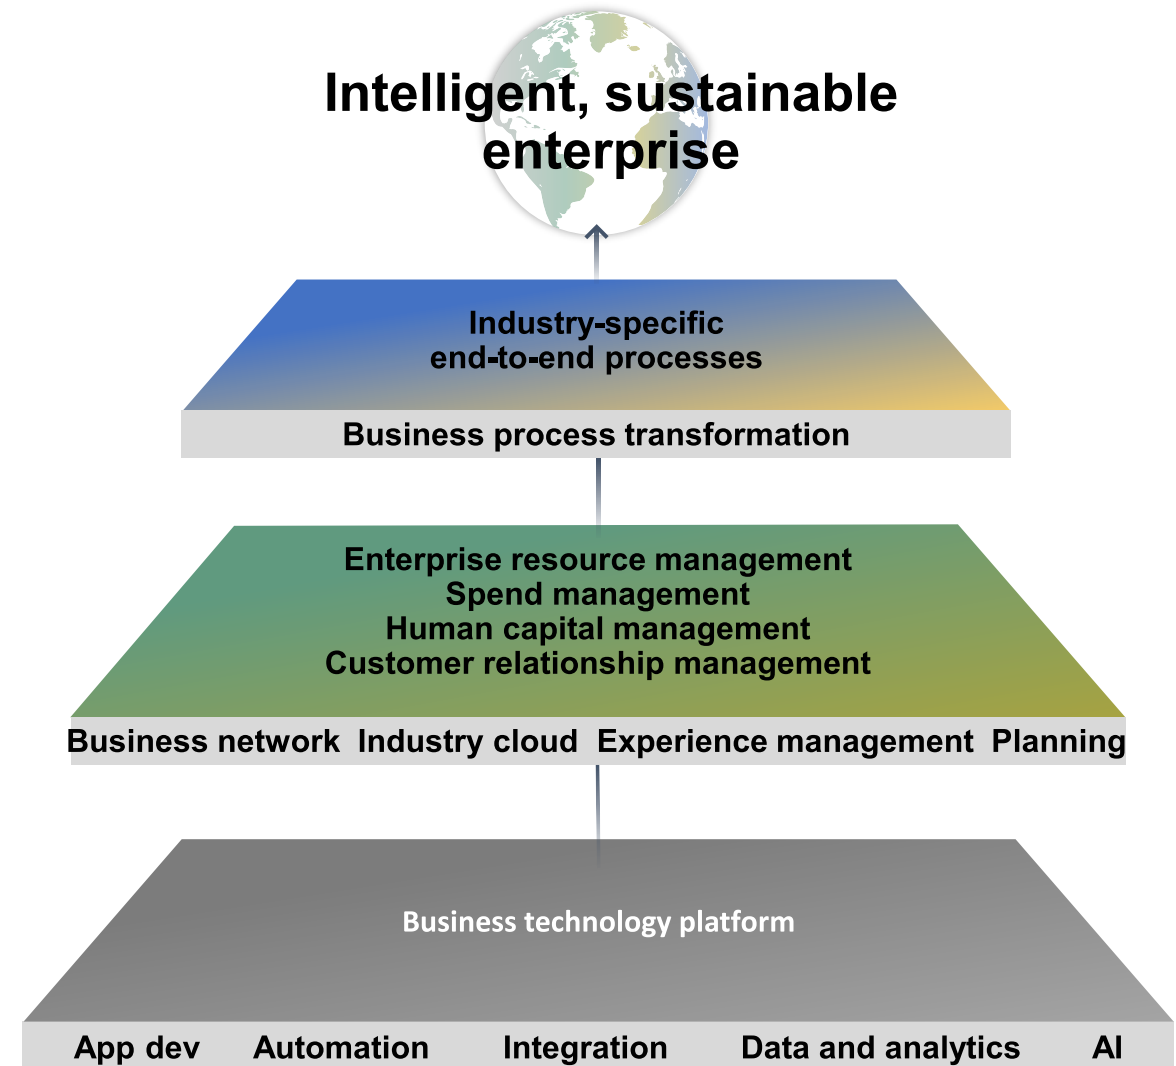 Intelligent, sustainable
enterprise
Industry-specific
end-to-end processes
Business process transformation
Enterprise resource management
Spend management
Human capital management
Customer relationship management
Business network Industry cloud Experience management Planning
Business technology platform
App dev Automation Integration Data and analytics AI